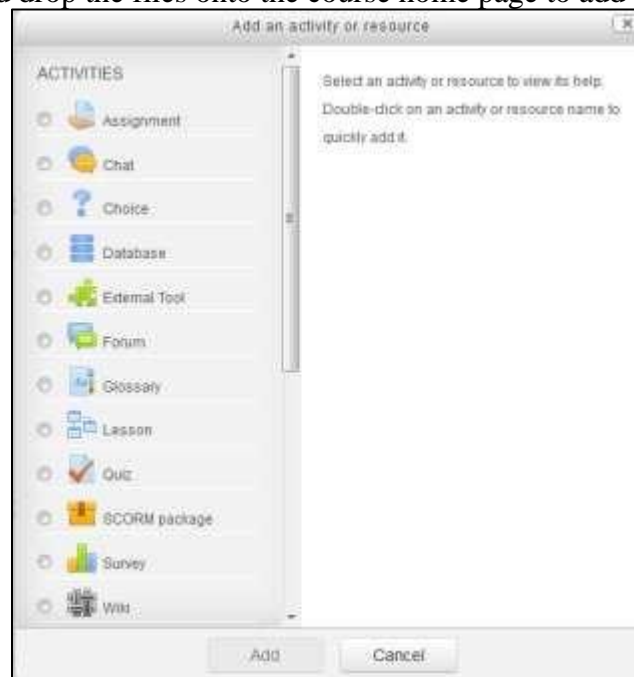 d drop the files onto the course home page to add
Add an activity or resource
ACTIVITIES
Assignment
Chat
Choice
Database
External Tool
Forum
Glossary
Lesson
Quiz
SCORM package
Survey
Wiki
Select an activity or resource to view its help.
Double-click on an activity or resource name to
quickly add it.
Add
Cancel